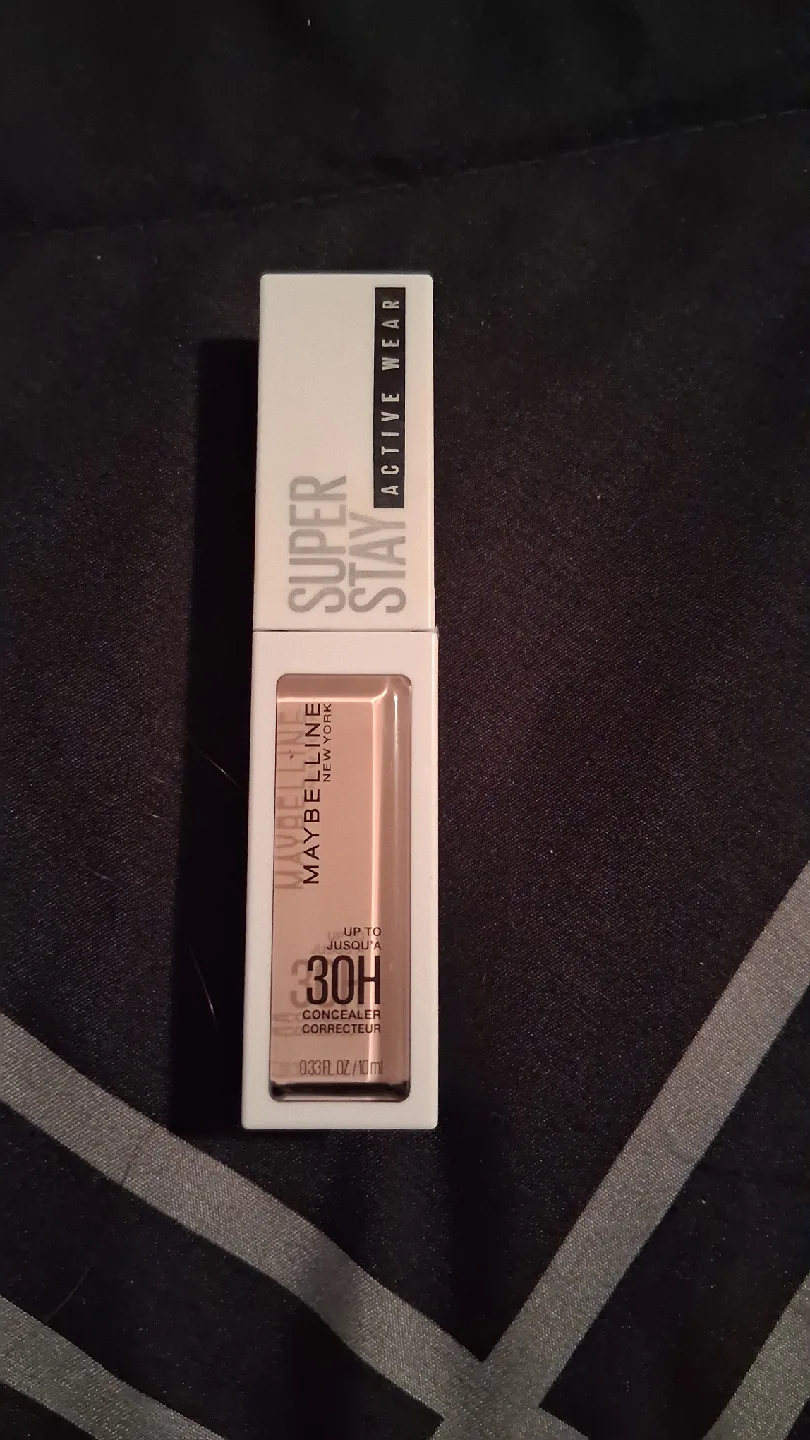 SUPER
STAY
ACTIVE WEAR
MAYBELLINE
NEW YORK
UP TO
JUSQU'A
30H
CONCEALER
CORRECTEUR
0.33 FL OZ / 10 ml